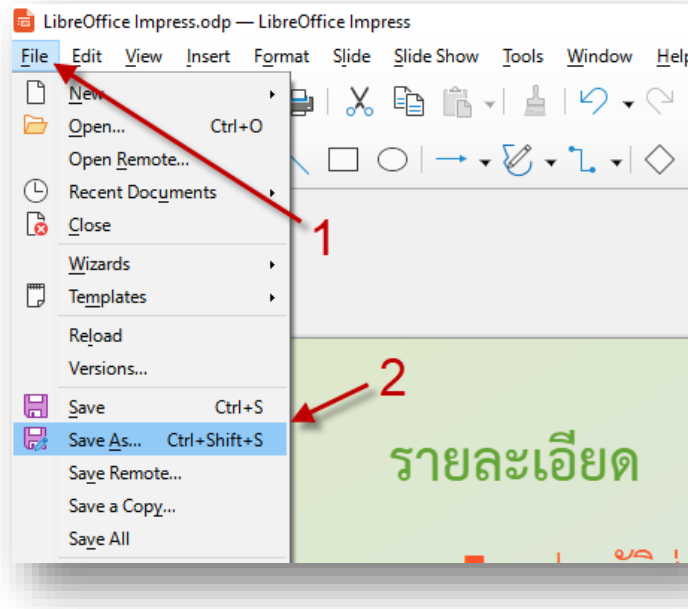 LibreOffice Impress.odp — LibreOffice Impress
File Edit View Insert Format Slide Slide Show Tools Window Help
New
Open... Ctrl+O
Open Remote...
Recent Documents
1
Close
Wizards
Templates
Reload
Versions...
2
Save Ctrl+S
Save As... Ctrl+Shift+S
รายละเอียด
Save Remote...
Save a Copy...
Save All